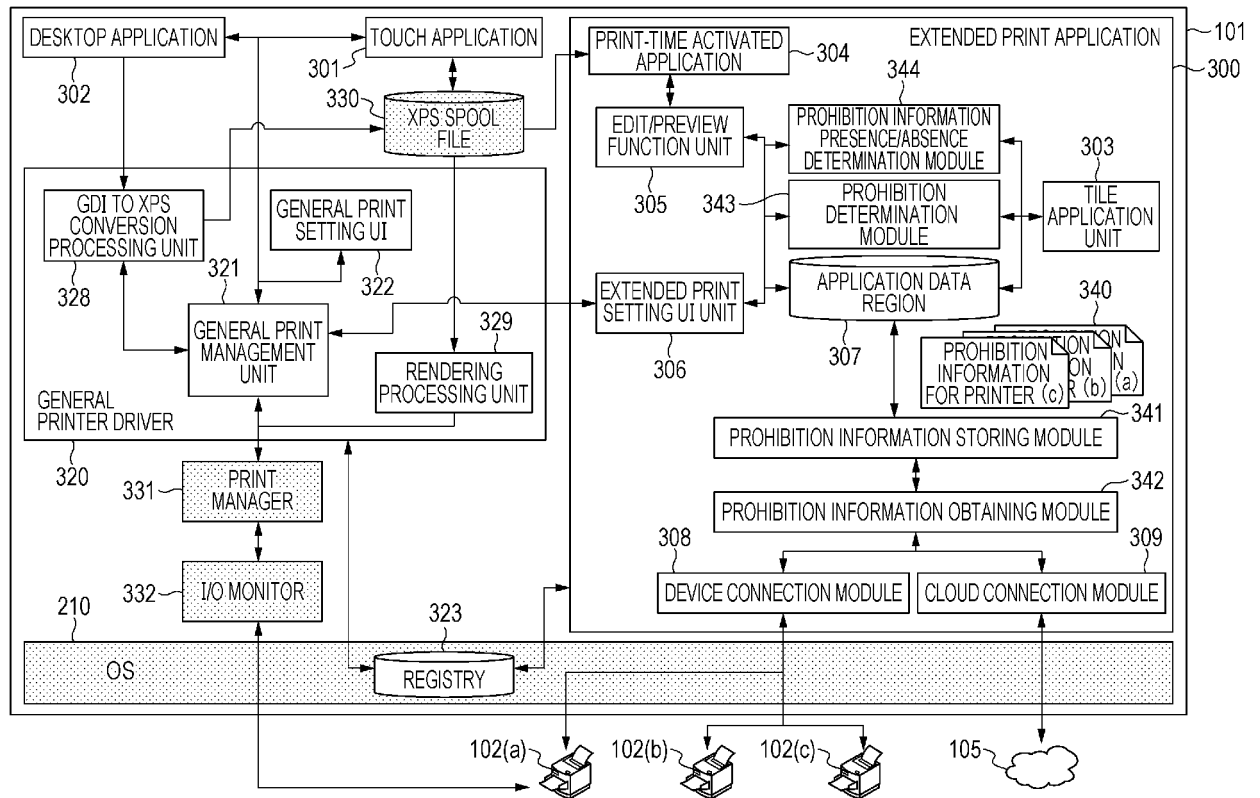 DESKTOP APPLICATION
302
TOUCH APPLICATION
301
330
XPS SPOOL
FILE
EXTENDED PRINT APPLICATION
101
300
PRINT-TIME ACTIVATED
APPLICATION
304
344
EDIT/PREVIEW
FUNCTION UNIT
305
PROHIBITION INFORMATION
PRESENCE/ABSENCE
DETERMINATION MODULE
303
343
PROHIBITION
DETERMINATION
MODULE
TILE
APPLICATION
UNIT
GDI TO XPS
CONVERSION
PROCESSING UNIT
328
GENERAL PRINT
SETTING UI
322
321
GENERAL PRINT
MANAGEMENT
UNIT
EXTENDED PRINT
SETTING UI UNIT
306
APPLICATION DATA
REGION
307
340
PROHIBITION
INFORMATION
FOR PRINTER (c)
(b)
(a)
329
RENDERING
PROCESSING UNIT
GENERAL
PRINTER DRIVER
320
341
PROHIBITION INFORMATION STORING MODULE
331
PRINT
MANAGER
342
PROHIBITION INFORMATION OBTAINING MODULE
332
I/O MONITOR
308
DEVICE CONNECTION MODULE
309
CLOUD CONNECTION MODULE
210
OS
323
REGISTRY
102(a)
102(b)
102(c)
105